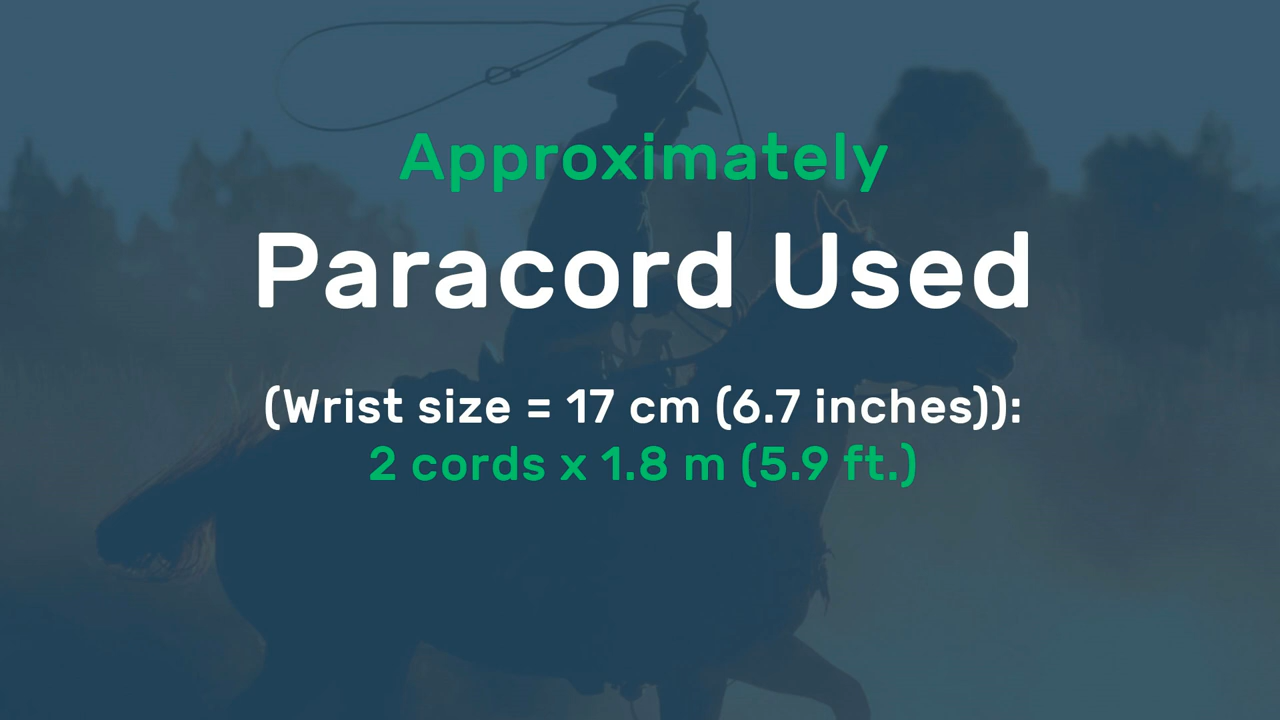 Approximately
Paracord Used
(Wrist size = 17 cm (6.7 inches)):
2 cords x 1.8 m (5.9 ft.)